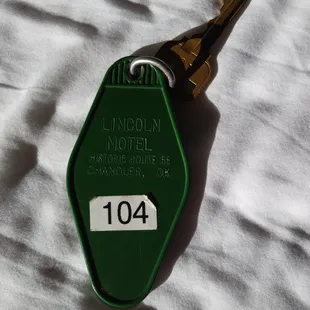 LINCOLN
MOTEL
HISTORIC ROUTE 66
CHANDLER, OK
104